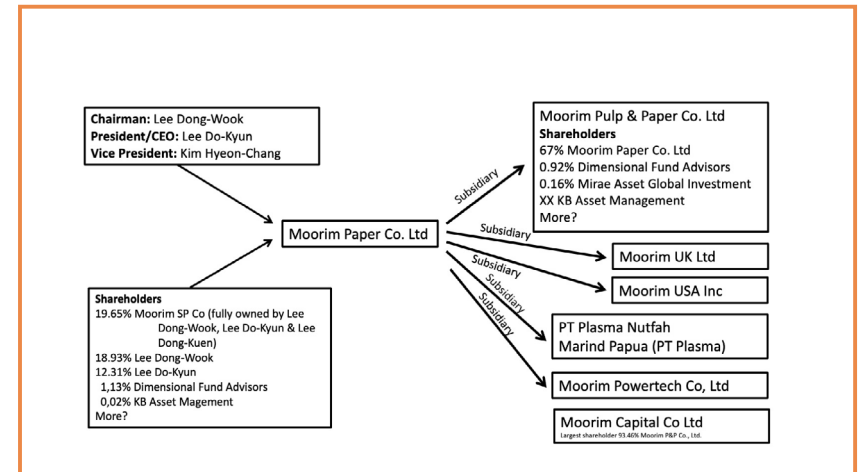 Chairman: Lee Dong-Wook
President/CEO: Lee Do-Kyun
Vice President: Kim Hyeon-Chang
Moorim Paper Co. Ltd
Shareholders
19.65% Moorim SP Co (fully owned by Lee
Dong-Wook, Lee Do-Kyun & Lee
Dong-Kuen)
18.93% Lee Dong-Wook
12.31% Lee Do-Kyun
1,13% Dimensional Fund Advisors
0,02% KB Asset Magement
More?
Subsidiary
Subsidiary
Subsidiary
Subsidiary
Subsidiary
Moorim Pulp & Paper Co. Ltd
Shareholders
67% Moorim Paper Co. Ltd
0.92% Dimensional Fund Advisors
0.16% Mirae Asset Global Investment
XX KB Asset Management
More?
Moorim UK Ltd
Moorim USA Inc
PT Plasma Nutfah
Marind Papua (PT Plasma)
Moorim Powertech Co, Ltd
Moorim Capital Co Ltd
Largest shareholder 93.46% Moorim P&P Co., Ltd.